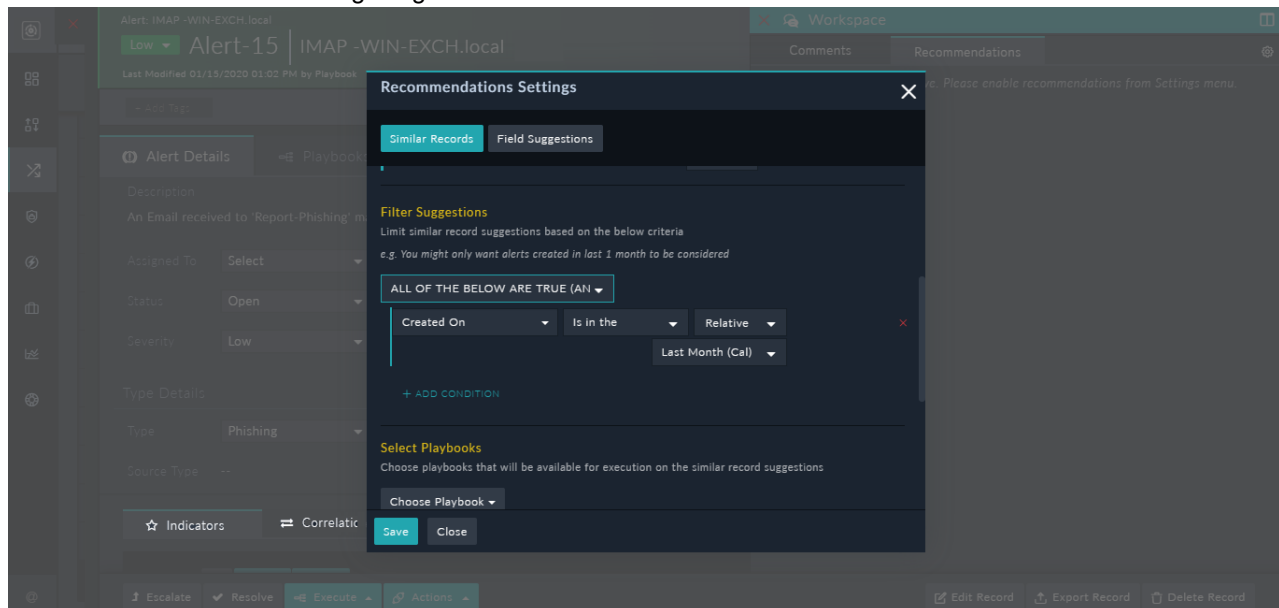 Alert: IMAP -WIN-EXCH.local
Low Alert-15 IMAP -WIN-EXCH.local
Last Modified 01/15/2020 01:02 PM by Playbook
Workspace
Comments Recommendations
ve. Please enable recommendations from Settings menu.
+ Add Tags
Alert Details Playbooks
Description
An Email received to 'Report-Phishing' m
Assigned To Select
Status Open
Severity Low
Type Details
Type Phishing
Source Type --
Indicators Correlatic
Recommendations Settings
Similar Records Field Suggestions
Filter Suggestions
Limit similar record suggestions based on the below criteria
e.g. You might only want alerts created in last 1 month to be considered
ALL OF THE BELOW ARE TRUE (AN
Created On Is in the Relative
Last Month (Cal)
+ ADD CONDITION
Select Playbooks
Choose playbooks that will be available for execution on the similar record suggestions
Choose Playbook
Save Close
Escalate Resolve Execute Actions Edit Record Export Record Delete Record